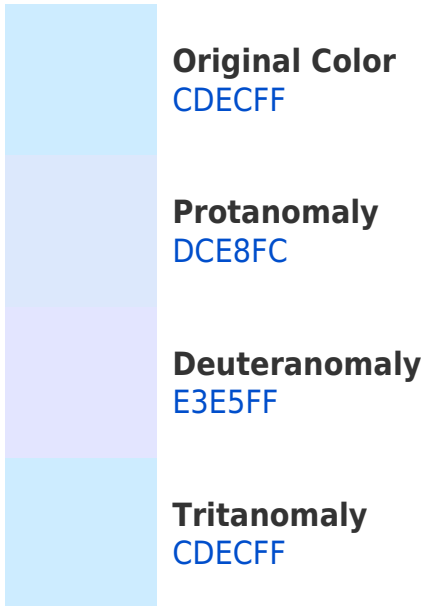 Original Color
CDECFF
Protanomaly
DCE8FC
Deuteranomaly
E3E5FF
Tritanomaly
CDECFF